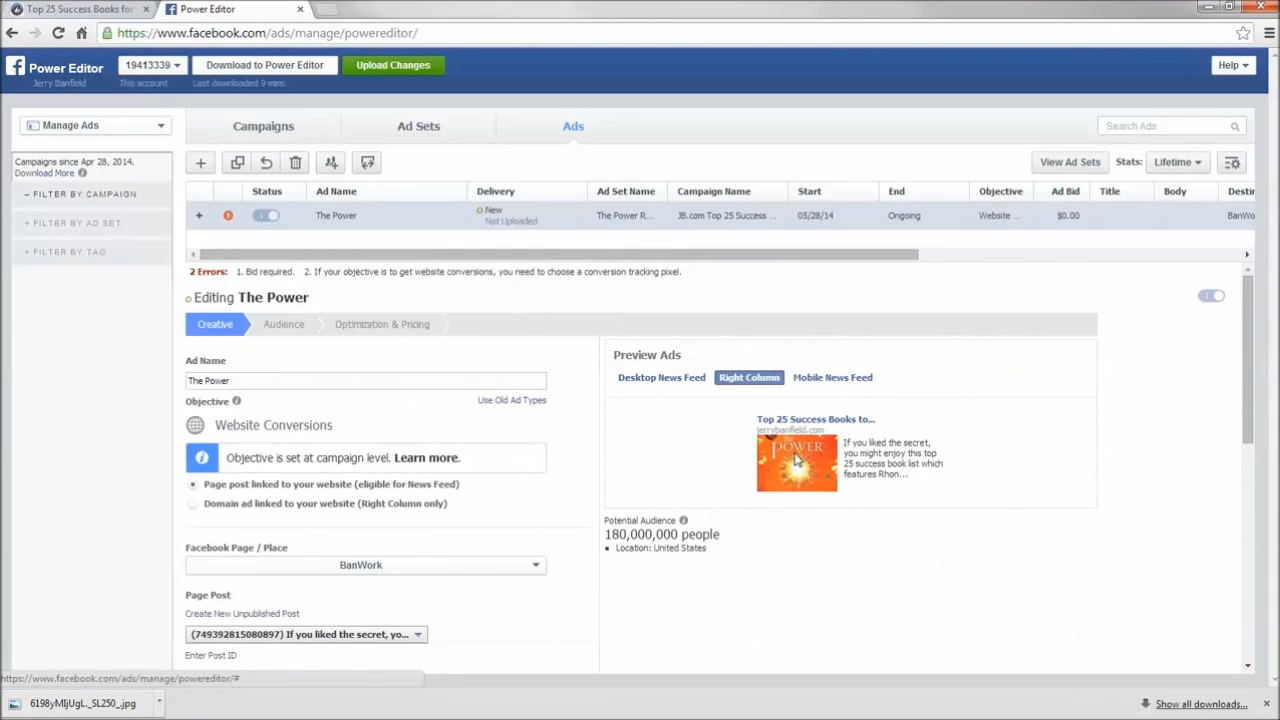 Top 25 Success Books for
Power Editor
https://www.facebook.com/ads/manage/powereditor/
Power Editor
Jerry Banfield
19413339
This account
Download to Power Editor
Last downloaded 9 mins
Upload Changes
Help
Manage Ads
Campaigns
Ad Sets
Ads
Search Ads
Campaigns since Apr 28, 2014.
Download More
− FILTER BY CAMPAIGN
+ FILTER BY AD SET
+ FILTER BY TAG
View Ad Sets
Stats:
Lifetime
Status Ad Name Delivery Ad Set Name Campaign Name Start End Objective Ad Bid Title Body Destin
The Power New The Power R... JB.com Top 25 Success ... 05/28/14 Ongoing Website ... $0.00 BanWo
Not Uploaded
2 Errors: 1. Bid required. 2. If your objective is to get website conversions, you need to choose a conversion tracking pixel.
Editing The Power
Creative Audience Optimization & Pricing
Ad Name
The Power
Objective
Use Old Ad Types
Website Conversions
Objective is set at campaign level. Learn more.
Page post linked to your website (eligible for News Feed)
Domain ad linked to your website (Right Column only)
Facebook Page / Place
BanWork
Page Post
Create New Unpublished Post
(749392815080897) If you liked the secret, yo...
Enter Post ID
Preview Ads
Desktop News Feed Right Column Mobile News Feed
Top 25 Success Books to...
jerrybanfield.com
The
POWER
If you liked the secret,
you might enjoy this top
25 success book list which
features Rhon...
Potential Audience
180,000,000 people
Location: United States
https://www.facebook.com/ads/manage/powereditor/#
6198yMIjUgL._SL250_.jpg
Show all downloads...